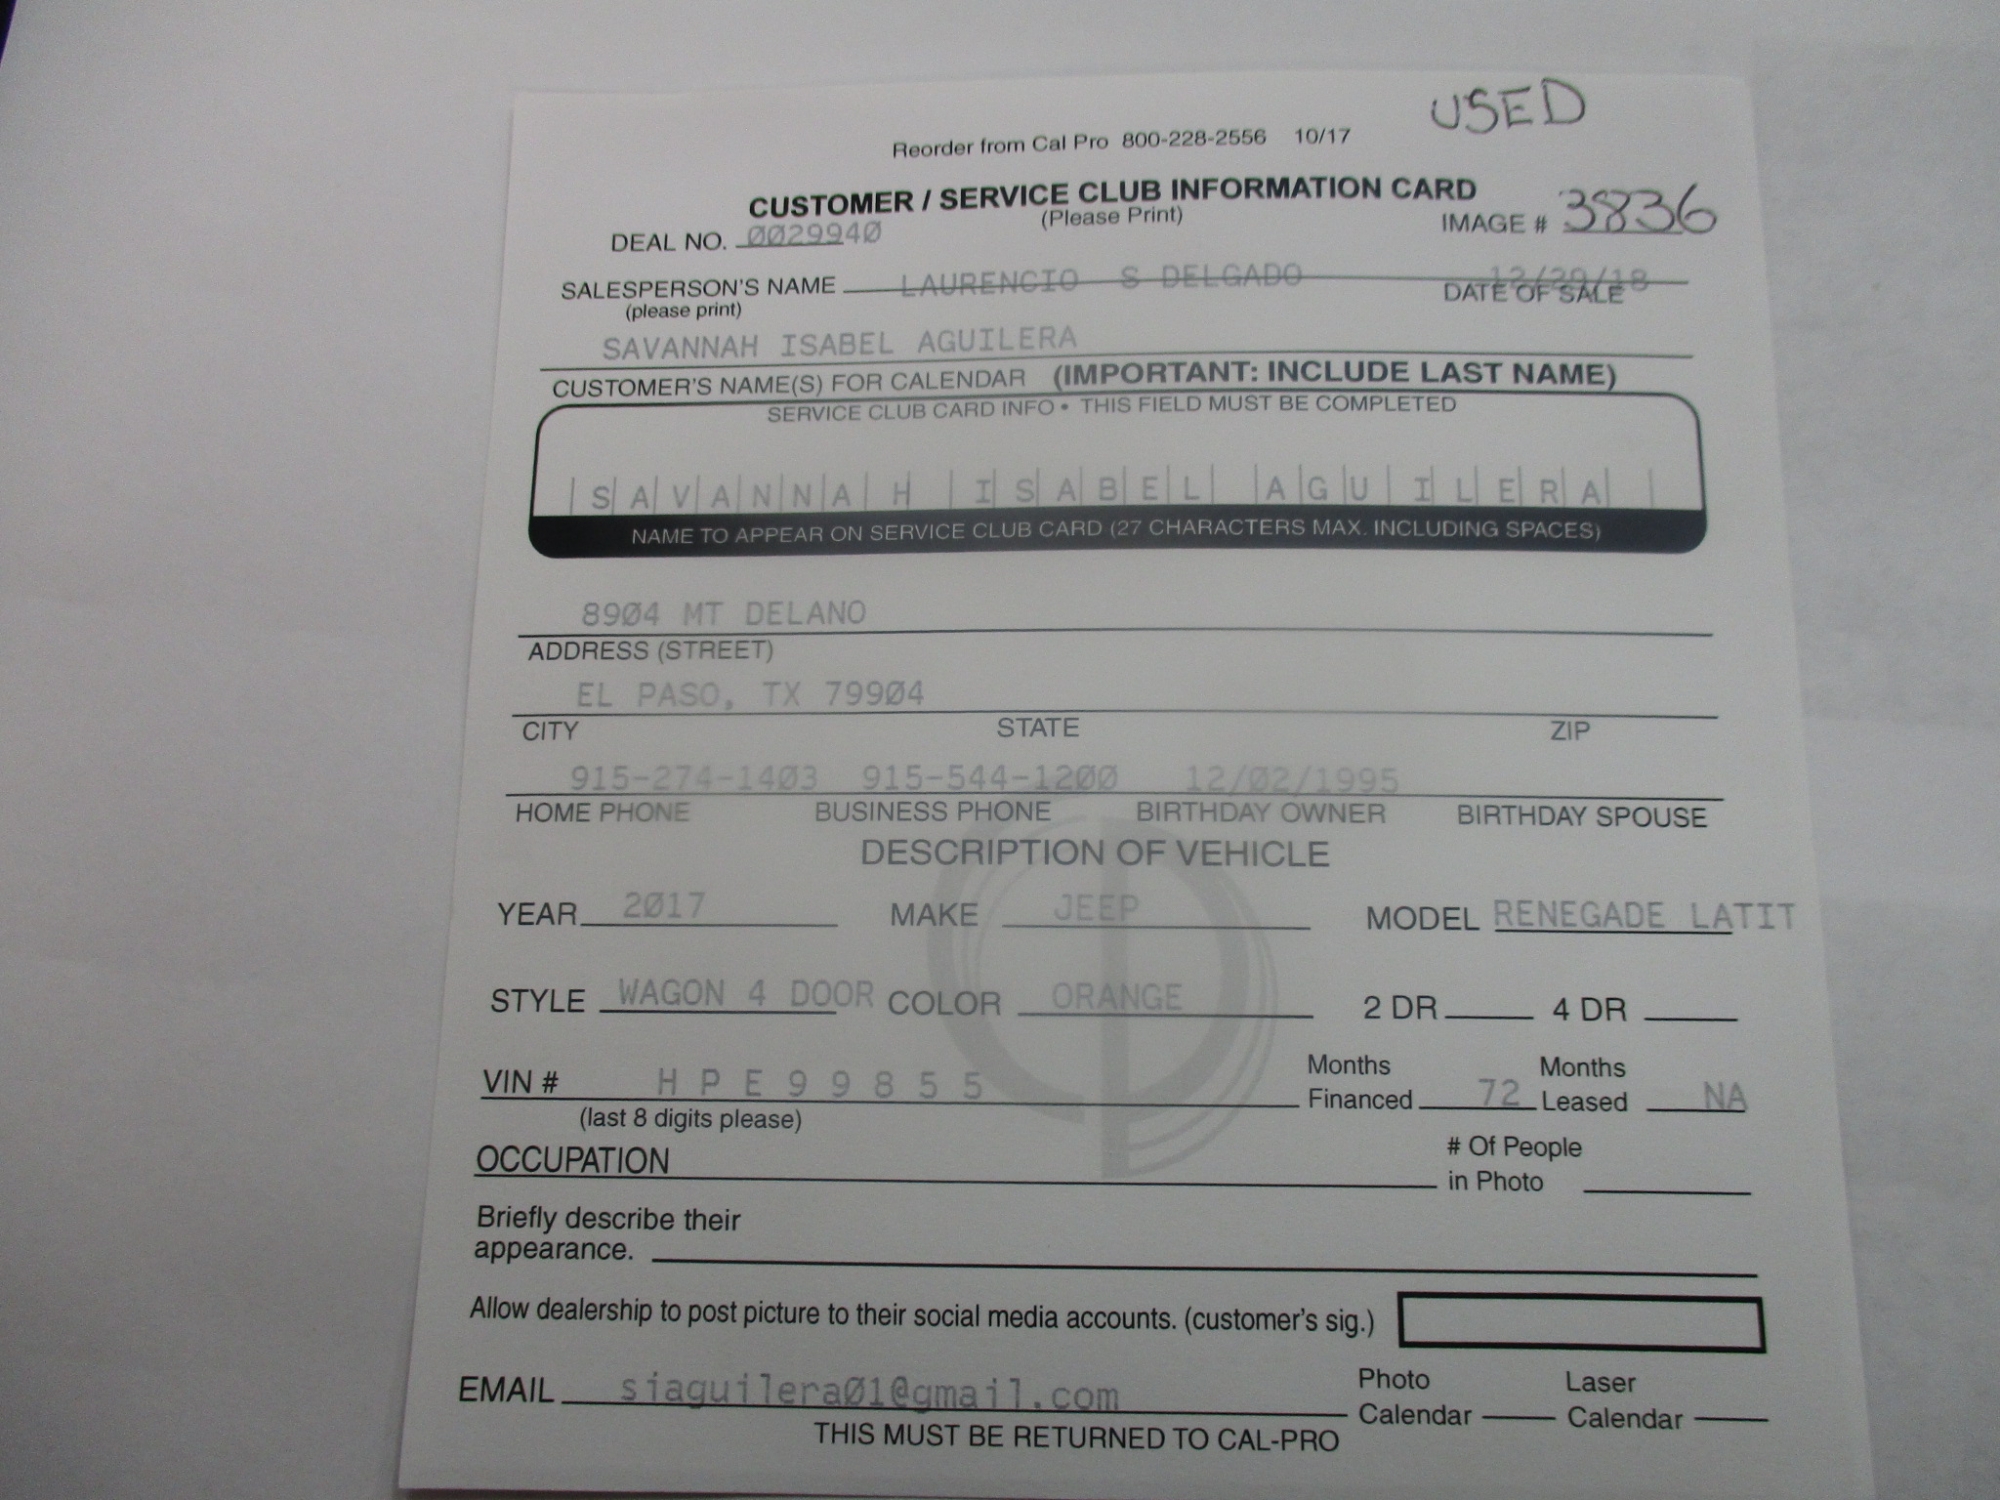 USED
Reorder from Cal Pro 800-228-2556 10/17
CUSTOMER / SERVICE CLUB INFORMATION CARD
(Please Print)
DEAL NO. 0029940 IMAGE # 3836
SALESPERSON'S NAME LAURENCIO S DELGADO DATE OF SALE 12/29/18
(please print)
SAVANNAH ISABEL AGUILERA
CUSTOMER'S NAME(S) FOR CALENDAR (IMPORTANT: INCLUDE LAST NAME)
SERVICE CLUB CARD INFO • THIS FIELD MUST BE COMPLETED
SAVANNAH ISABEL AGUILERA
NAME TO APPEAR ON SERVICE CLUB CARD (27 CHARACTERS MAX. INCLUDING SPACES)
8904 MT DELANO
ADDRESS (STREET)
EL PASO, TX 79904
CITY STATE ZIP
915-274-1403 915-544-1200 12/02/1995
HOME PHONE BUSINESS PHONE BIRTHDAY OWNER BIRTHDAY SPOUSE
DESCRIPTION OF VEHICLE
YEAR 2017 MAKE JEEP MODEL RENEGADE LATIT
STYLE WAGON 4 DOOR COLOR ORANGE 2 DR 4 DR
VIN # H P E 9 9 8 5 5 Months Financed 72 Months Leased NA
(last 8 digits please)
OCCUPATION # Of People in Photo
Briefly describe their
appearance.
Allow dealership to post picture to their social media accounts. (customer's sig.)
EMAIL siaguilera01@gmail.com Photo Calendar Laser Calendar
THIS MUST BE RETURNED TO CAL-PRO